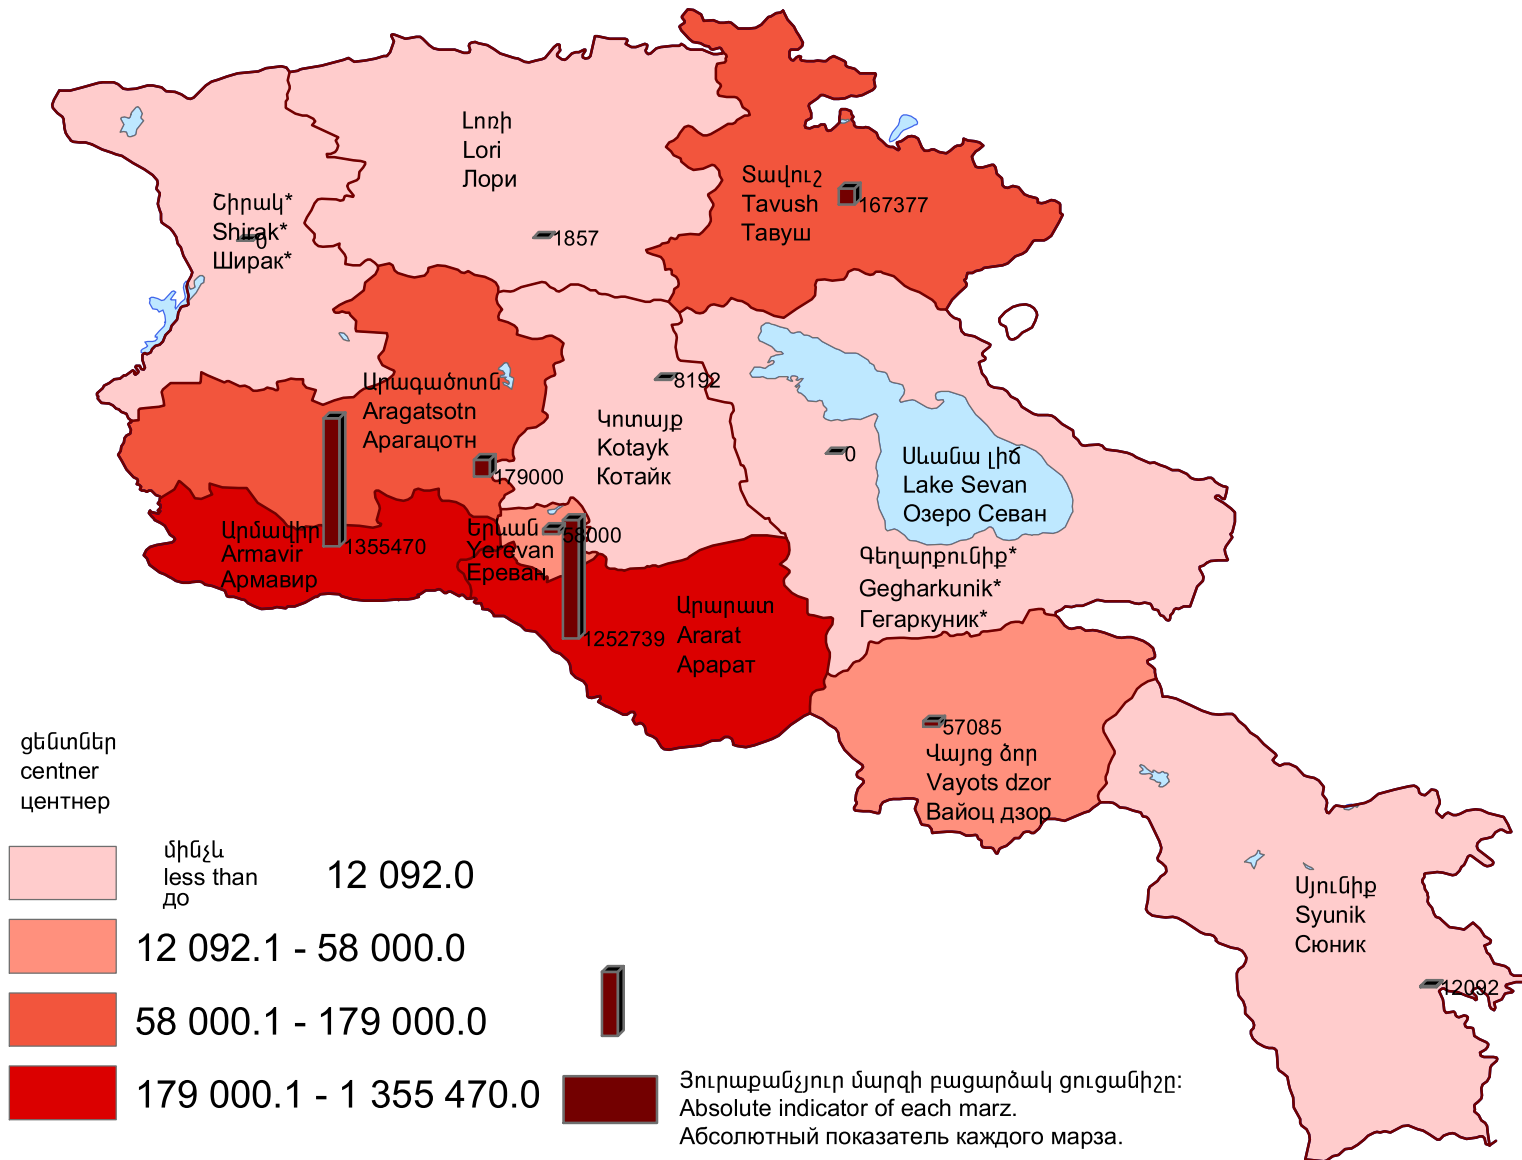 Լոռի
Lori
Лори
1857
Տավուշ
Tavush
Тавуш
167377
Շիրակ*
Shirak*
Ширак*
0
Արագածոտն
Aragatsotn
Арагацотн
179000
8192
Կոտայք
Kotayk
Котайк
0
Սևանա լիճ
Lake Sevan
Озеро Севан
Գեղարքունիք*
Gegharkunik*
Гегаркуник*
Արմավիր
Armavir
Армавир
1355470
Երևան
Yerevan
Ереван
58000
Արարատ
Ararat
Арарат
1252739
57085
Վայոց ձոր
Vayots dzor
Вайоц дзор
Սյունիք
Syunik
Сюник
12092
ցենտներ
centner
центнер
մինչև
less than
до
12 092.0
12 092.1 - 58 000.0
58 000.1 - 179 000.0
179 000.1 - 1 355 470.0
Յուրաքանչյուր մարզի բացարձակ ցուցանիշը:
Absolute indicator of each marz.
Абсолютный показатель каждого марза.